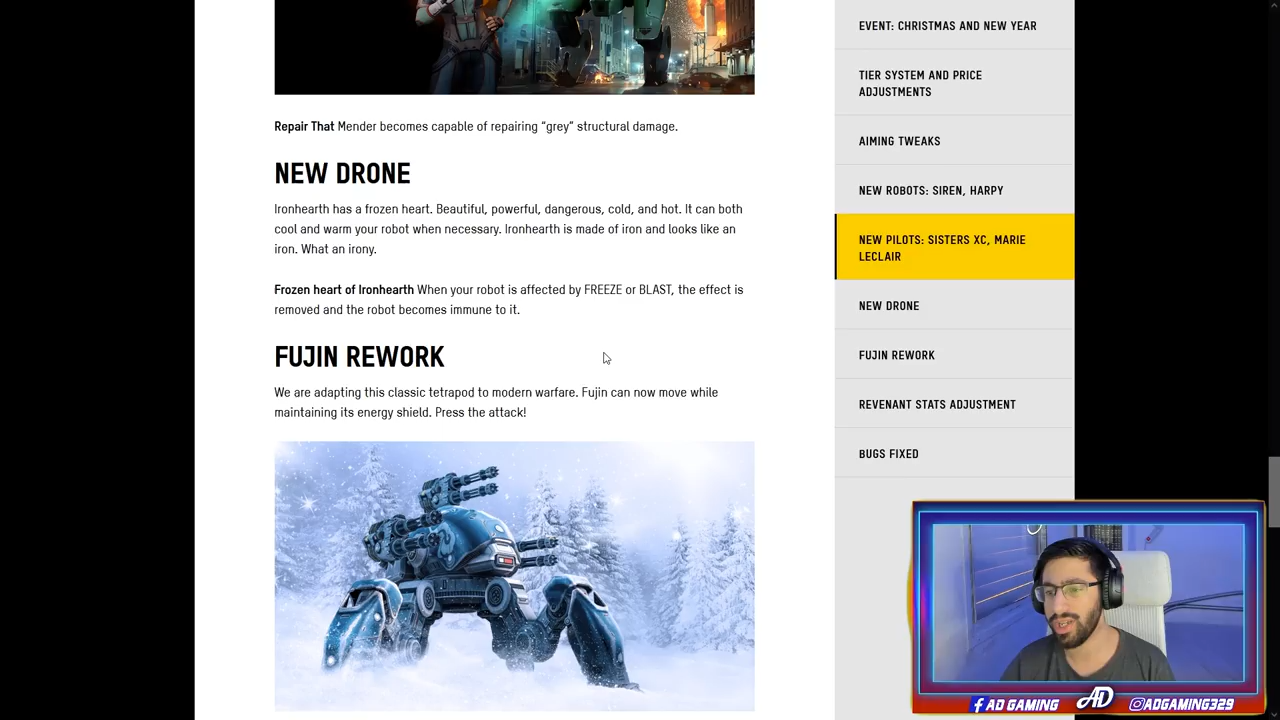 Repair That Mender becomes capable of repairing “grey” structural damage.
NEW DRONE
Ironhearth has a frozen heart. Beautiful, powerful, dangerous, cold, and hot. It can both
cool and warm your robot when necessary. Ironhearth is made of iron and looks like an
iron. What an irony.
Frozen heart of Ironhearth When your robot is affected by FREEZE or BLAST, the effect is
removed and the robot becomes immune to it.
FUJIN REWORK
We are adapting this classic tetrapod to modern warfare. Fujin can now move while
maintaining its energy shield. Press the attack!
EVENT: CHRISTMAS AND NEW YEAR
TIER SYSTEM AND PRICE
ADJUSTMENTS
AIMING TWEAKS
NEW ROBOTS: SIREN, HARPY
NEW PILOTS: SISTERS XC, MARIE
LECLAIR
NEW DRONE
FUJIN REWORK
REVENANT STATS ADJUSTMENT
BUGS FIXED
AD GAMING AD @ADGAMING329